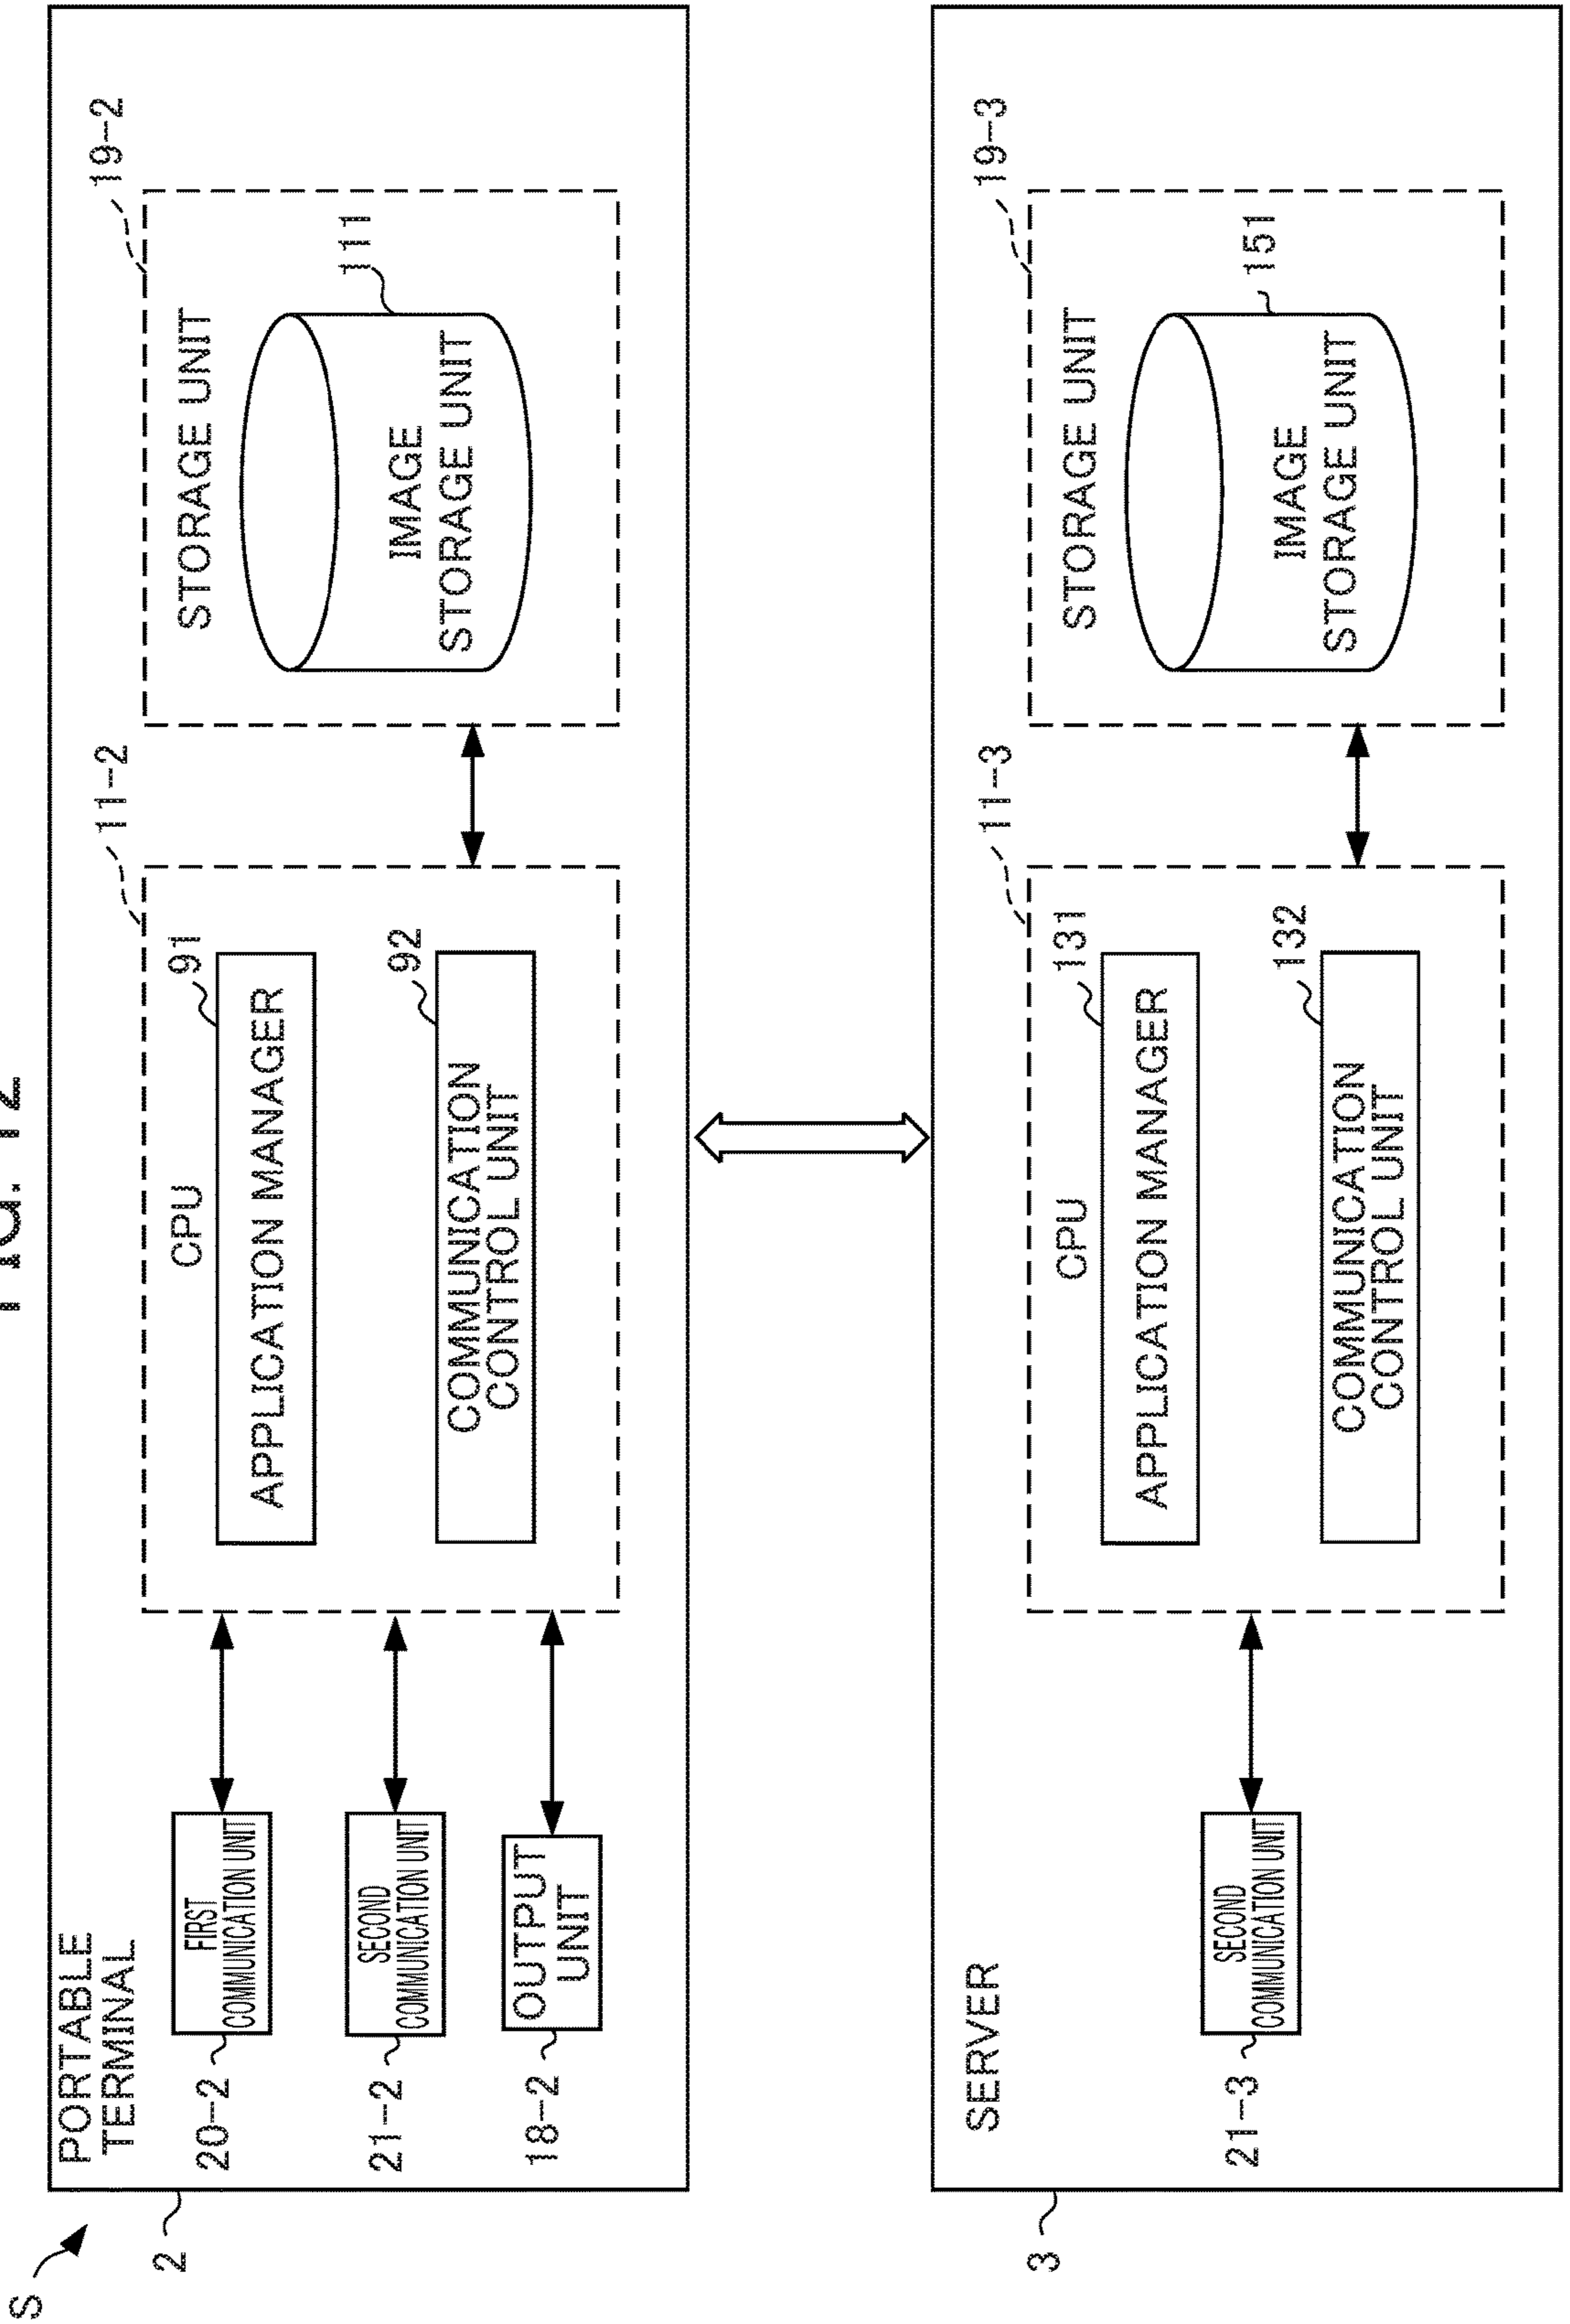 FIG. 12
S
2
PORTABLE
TERMINAL
20-2
FIRST
COMMUNICATION UNIT
21-2
SECOND
COMMUNICATION UNIT
18-2
OUTPUT
UNIT
11-2
CPU
91
APPLICATION MANAGER
92
COMMUNICATION
CONTROL UNIT
19-2
STORAGE UNIT
111
IMAGE
STORAGE UNIT
3
SERVER
21-3
SECOND
COMMUNICATION UNIT
11-3
CPU
131
APPLICATION MANAGER
132
COMMUNICATION
CONTROL UNIT
19-3
STORAGE UNIT
151
IMAGE
STORAGE UNIT